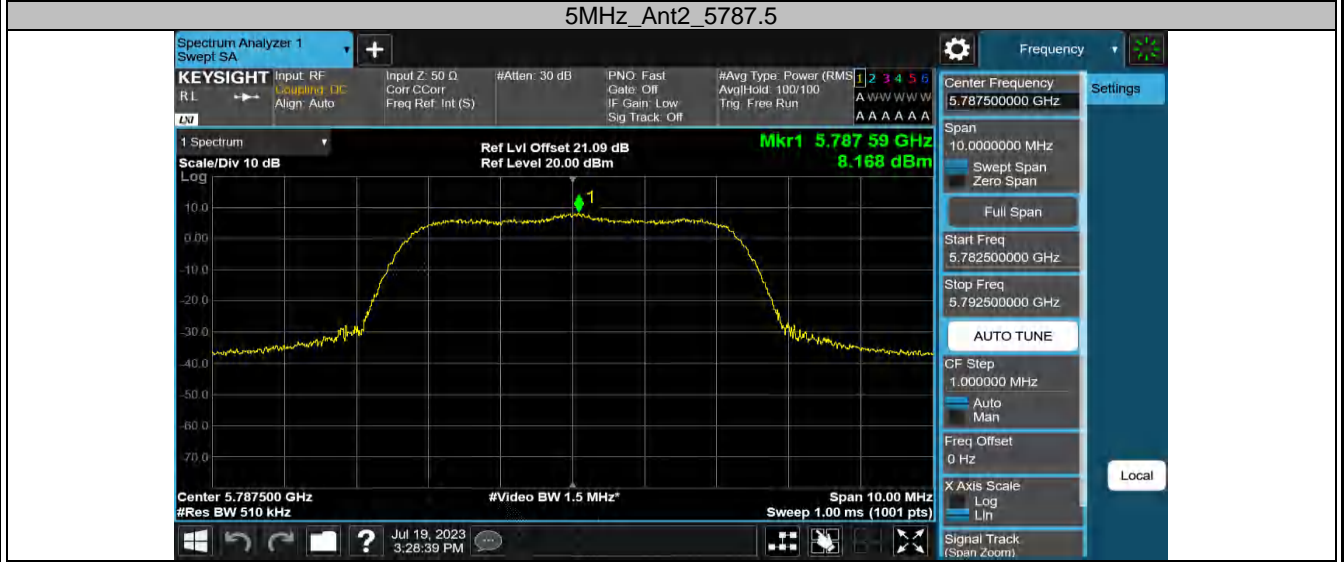 5MHz_Ant2_5787.5
Spectrum Analyzer 1
Swept SA
+
Frequency
KEYSIGHT
RL
LXI
Input: RF
Coupling: DC
Align: Auto
Input Z: 50 Ω
Corr CCorr
Freq Ref: Int (S)
#Atten: 30 dB
PNO: Fast
Gate: Off
IF Gain: Low
Sig Track: Off
#Avg Type: Power (RMS
Avg|Hold: 100/100
Trig: Free Run
1 2 3 4 5 6
A W W W W W
A A A A A A
1 Spectrum
Scale/Div 10 dB
Log
Ref Lvl Offset 21.09 dB
Ref Level 20.00 dBm
Mkr1 5.787 59 GHz
8.168 dBm
1
10.0
0.00
-10.0
-20.0
-30.0
-40.0
-50.0
-60.0
-70.0
Center 5.787500 GHz
#Res BW 510 kHz
#Video BW 1.5 MHz*
Span 10.00 MHz
Sweep 1.00 ms (1001 pts)
?
Jul 19, 2023
3:28:39 PM
Center Frequency
5.787500000 GHz
Span
10.0000000 MHz
Swept Span
Zero Span
Full Span
Start Freq
5.782500000 GHz
Stop Freq
5.792500000 GHz
AUTO TUNE
CF Step
1.000000 MHz
Auto
Man
Freq Offset
0 Hz
X Axis Scale
Log
Lin
Signal Track
(Span Zoom)
Settings
Local